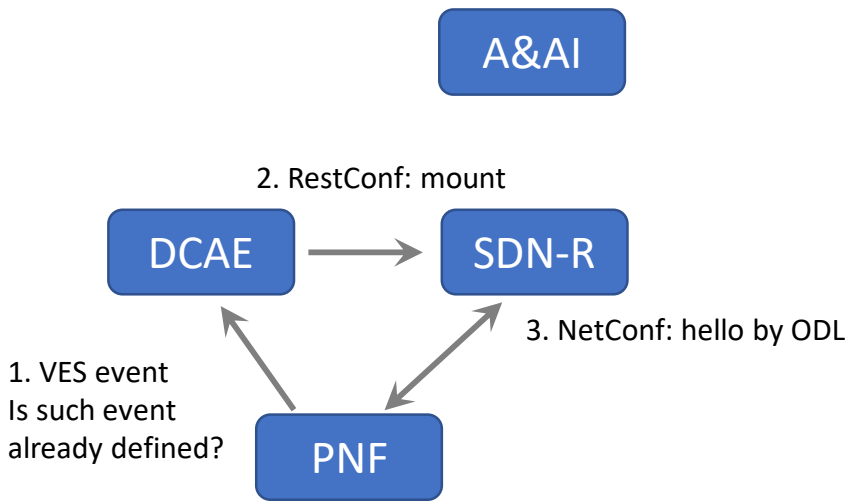 A&AI
2. RestConf: mount
DCAE
SDN-R
3. NetConf: hello by ODL
1. VES event
Is such event
already defined?
PNF